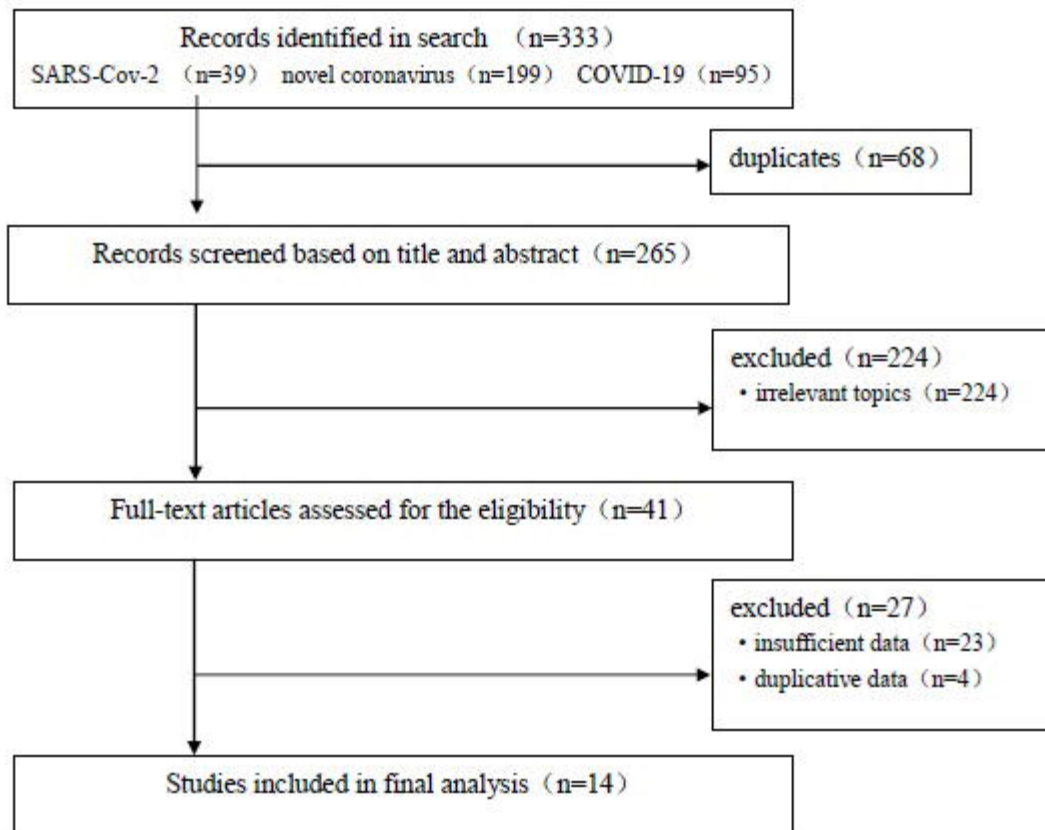 Records identified in search （n=333）
SARS-Cov-2 （n=39） novel coronavirus（n=199） COVID-19（n=95）
duplicates（n=68）
Records screened based on title and abstract（n=265）
excluded（n=224）
・irrelevant topics（n=224）
Full-text articles assessed for the eligibility（n=41）
excluded（n=27）
・insufficient data（n=23）
・duplicative data（n=4）
Studies included in final analysis（n=14）